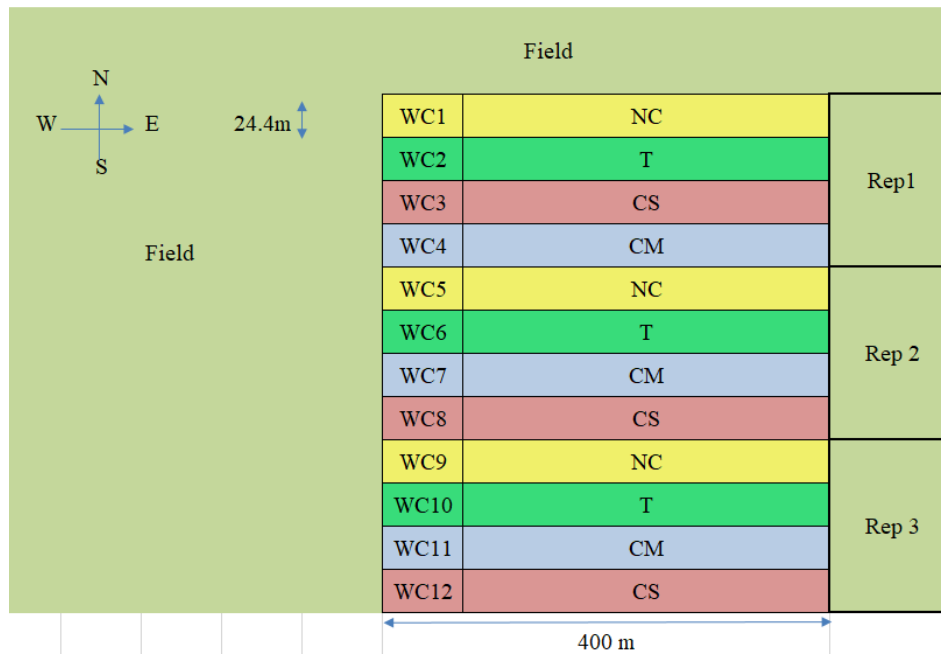 Field
N
W
E
S
24.4m
Field
WC1 NC
WC2 T
WC3 CS
WC4 CM
Rep1
WC5 NC
WC6 T
WC7 CM
WC8 CS
Rep 2
WC9 NC
WC10 T
WC11 CM
WC12 CS
Rep 3
400 m